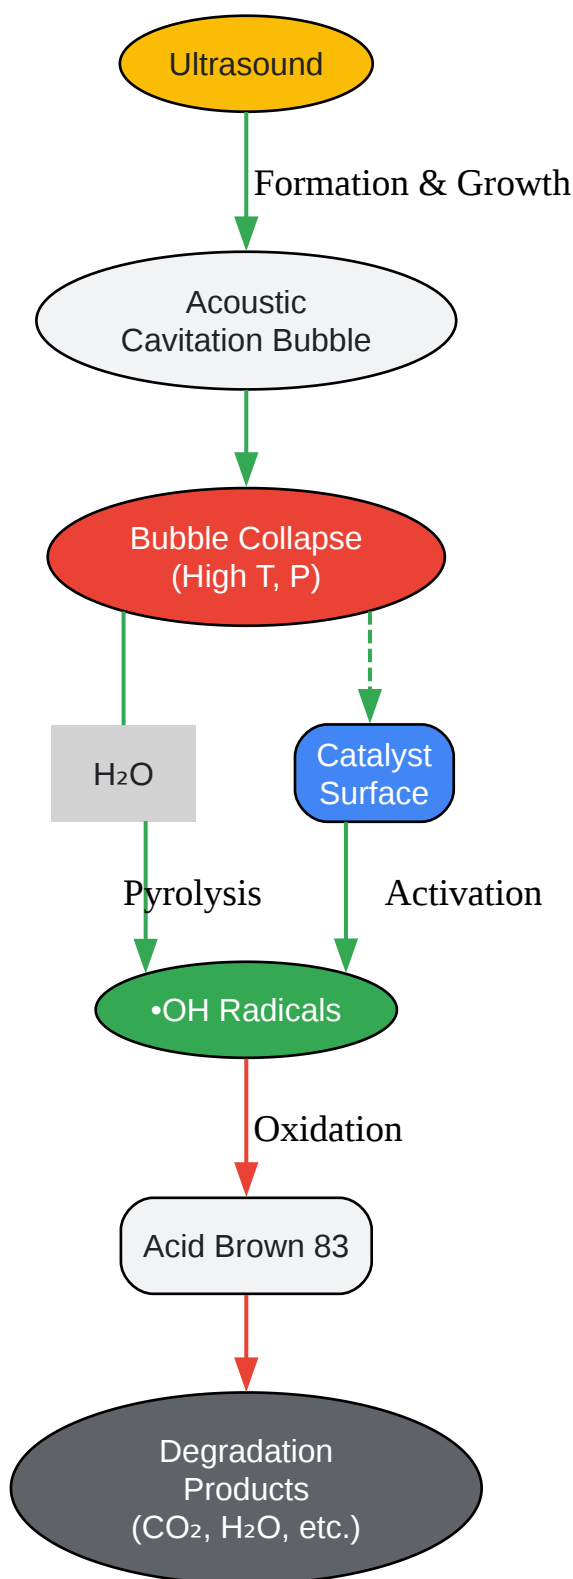 Ultrasound
Formation & Growth
Acoustic
Cavitation Bubble
Bubble Collapse
(High T, P)
H₂O
Catalyst
Surface
Pyrolysis
Activation
•OH Radicals
Oxidation
Acid Brown 83
Degradation
Products
(CO₂, H₂O, etc.)